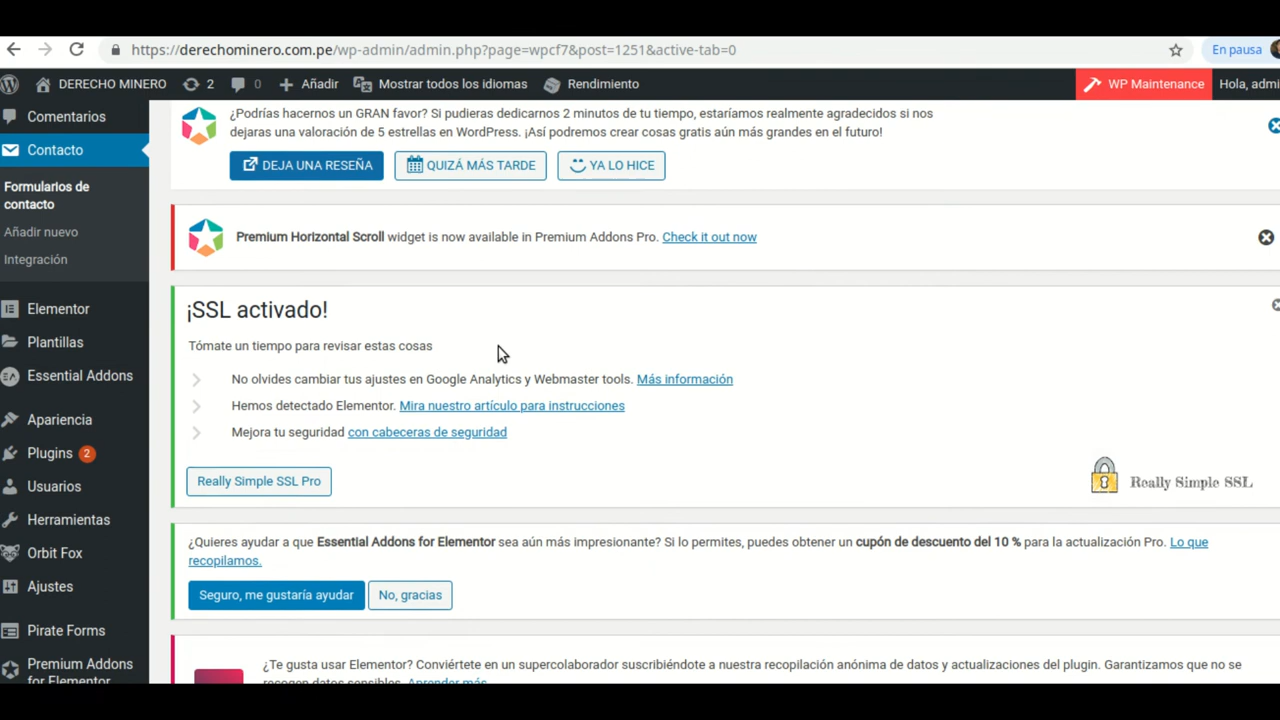 https://derechominero.com.pe/wp-admin/admin.php?page=wpcf7&post=1251&active-tab=0
En pausa
DERECHO MINERO
2
0
Añadir
Mostrar todos los idiomas
Rendimiento
WP Maintenance
Hola, admi
Comentarios
Contacto
Formularios de
contacto
Añadir nuevo
Integración
Elementor
Plantillas
Essential Addons
Apariencia
Plugins 2
Usuarios
Herramientas
Orbit Fox
Ajustes
Pirate Forms
Premium Addons
for Elementor
¿Podrías hacernos un GRAN favor? Si pudieras dedicarnos 2 minutos de tu tiempo, estaríamos realmente agradecidos si nos
dejaras una valoración de 5 estrellas en WordPress. ¡Así podremos crear cosas gratis aún más grandes en el futuro!
DEJA UNA RESEÑA
QUIZÁ MÁS TARDE
YA LO HICE
Premium Horizontal Scroll widget is now available in Premium Addons Pro. Check it out now
¡SSL activado!
Tómate un tiempo para revisar estas cosas
No olvides cambiar tus ajustes en Google Analytics y Webmaster tools. Más información
Hemos detectado Elementor. Mira nuestro artículo para instrucciones
Mejora tu seguridad con cabeceras de seguridad
Really Simple SSL Pro
Really Simple SSL
¿Quieres ayudar a que Essential Addons for Elementor sea aún más impresionante? Si lo permites, puedes obtener un cupón de descuento del 10 % para la actualización Pro. Lo que
recopilamos.
Seguro, me gustaría ayudar
No, gracias
¿Te gusta usar Elementor? Conviértete en un supercolaborador suscribiéndote a nuestra recopilación anónima de datos y actualizaciones del plugin. Garantizamos que no se
recogen datos sensibles. Aprender más.